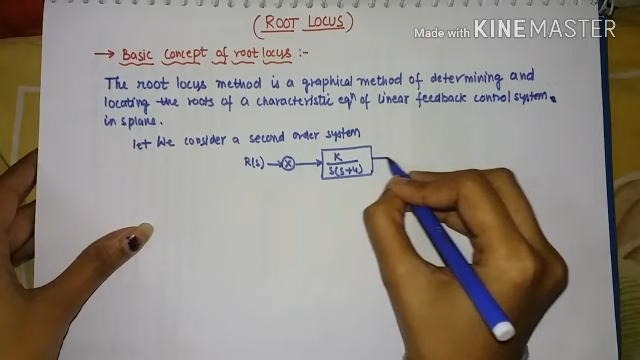 Made with KINEMASTER
(ROOT LOCUS)
→ Basic concept of root locus :-
The root locus method is a graphical method of determining and
locating the roots of a characteristic eqn of linear feedback control system.
in s plane.
let We consider a second order system
R(s) → ⊗ → K
s(s+4)